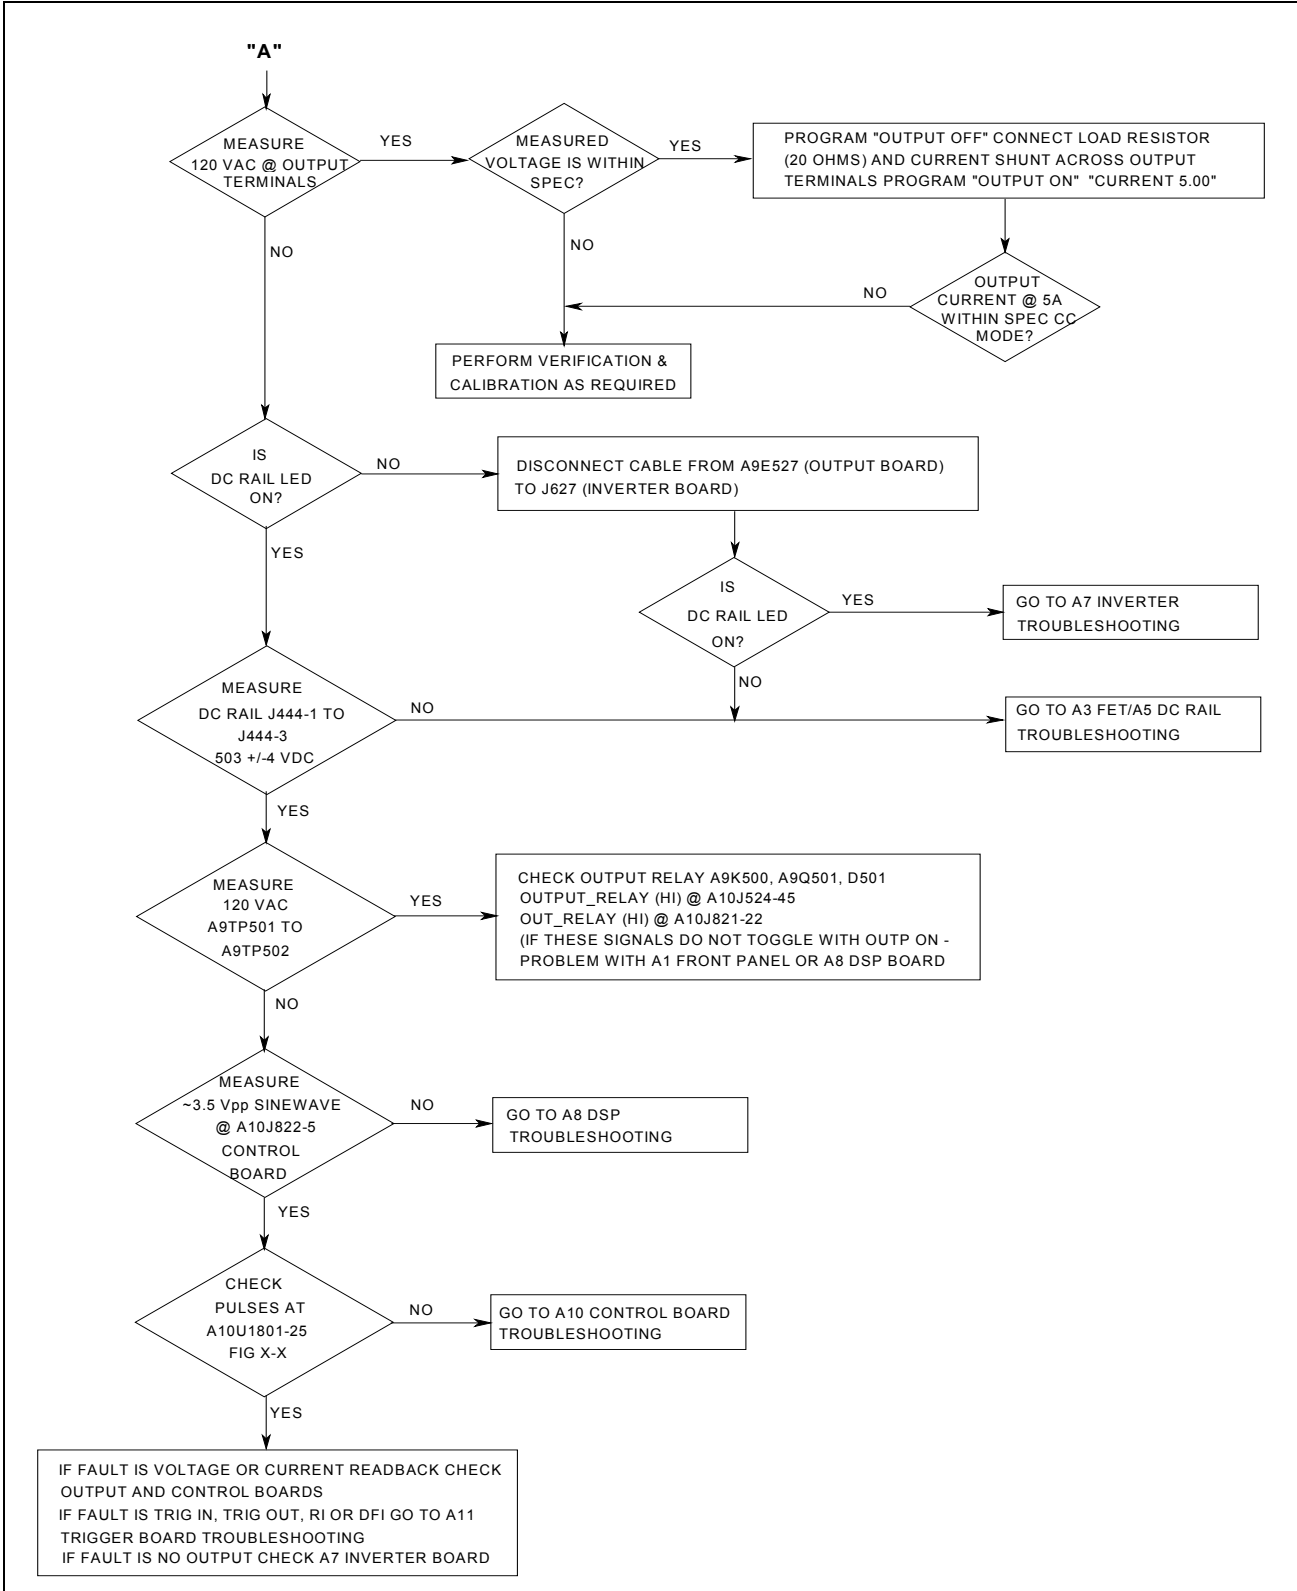 "A"
MEASURE
120 VAC @ OUTPUT
TERMINALS
YES
MEASURED
VOLTAGE IS WITHIN
SPEC?
YES
PROGRAM "OUTPUT OFF" CONNECT LOAD RESISTOR
(20 OHMS) AND CURRENT SHUNT ACROSS OUTPUT
TERMINALS PROGRAM "OUTPUT ON" "CURRENT 5.00"
NO
NO
OUTPUT
CURRENT @ 5A
WITHIN SPEC CC
MODE?
NO
PERFORM VERIFICATION &
CALIBRATION AS REQUIRED
IS
DC RAIL LED
ON?
NO
DISCONNECT CABLE FROM A9E527 (OUTPUT BOARD)
TO J627 (INVERTER BOARD)
YES
IS
DC RAIL LED
ON?
YES
GO TO A7 INVERTER
TROUBLESHOOTING
NO
MEASURE
DC RAIL J444-1 TO
J444-3
503 +/-4 VDC
NO
GO TO A3 FET/A5 DC RAIL
TROUBLESHOOTING
YES
MEASURE
120 VAC
A9TP501 TO
A9TP502
YES
CHECK OUTPUT RELAY A9K500, A9Q501, D501
OUTPUT_RELAY (HI) @ A10J524-45
OUT_RELAY (HI) @ A10J821-22
(IF THESE SIGNALS DO NOT TOGGLE WITH OUTP ON -
PROBLEM WITH A1 FRONT PANEL OR A8 DSP BOARD
NO
MEASURE
~3.5 Vpp SINEWAVE
@ A10J822-5
CONTROL
BOARD
NO
GO TO A8 DSP
TROUBLESHOOTING
YES
CHECK
PULSES AT
A10U1801-25
FIG X-X
NO
GO TO A10 CONTROL BOARD
TROUBLESHOOTING
YES
IF FAULT IS VOLTAGE OR CURRENT READBACK CHECK
OUTPUT AND CONTROL BOARDS
IF FAULT IS TRIG IN, TRIG OUT, RI OR DFI GO TO A11
TRIGGER BOARD TROUBLESHOOTING
IF FAULT IS NO OUTPUT CHECK A7 INVERTER BOARD